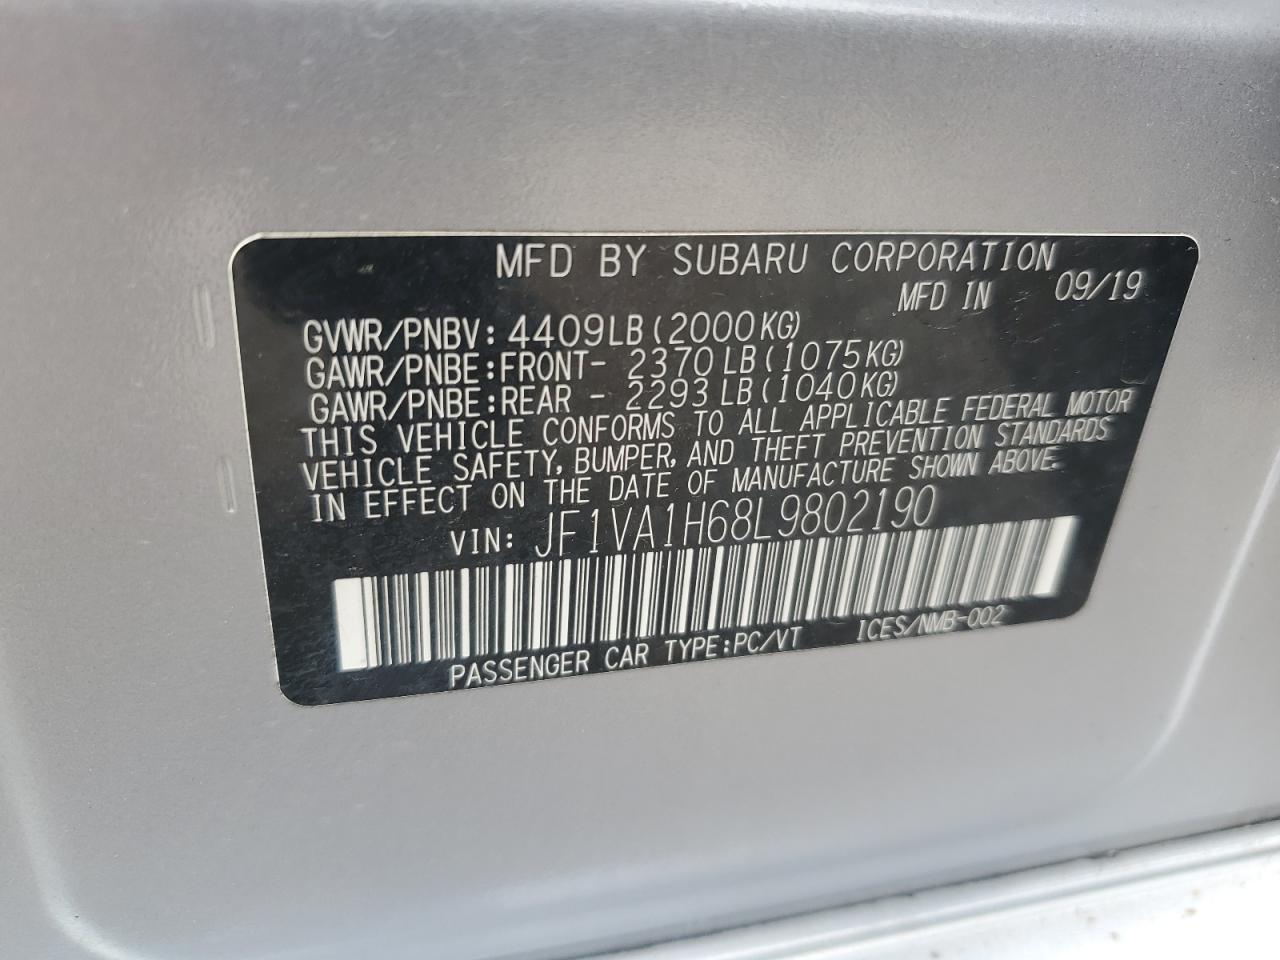 MFD BY SUBARU CORPORATION
MFD IN 09/19
GVWR/PNBV: 4409LB(2000KG)
GAWR/PNBE:FRONT- 2370LB(1075KG)
GAWR/PNBE:REAR - 2293LB(1040KG)
THIS VEHICLE CONFORMS TO ALL APPLICABLE FEDERAL MOTOR
VEHICLE SAFETY, BUMPER, AND THEFT PREVENTION STANDARDS
IN EFFECT ON THE DATE OF MANUFACTURE SHOWN ABOVE.
VIN: JF1VA1H68L9802190
PASSENGER CAR TYPE:PC/VT ICES/NMB-002